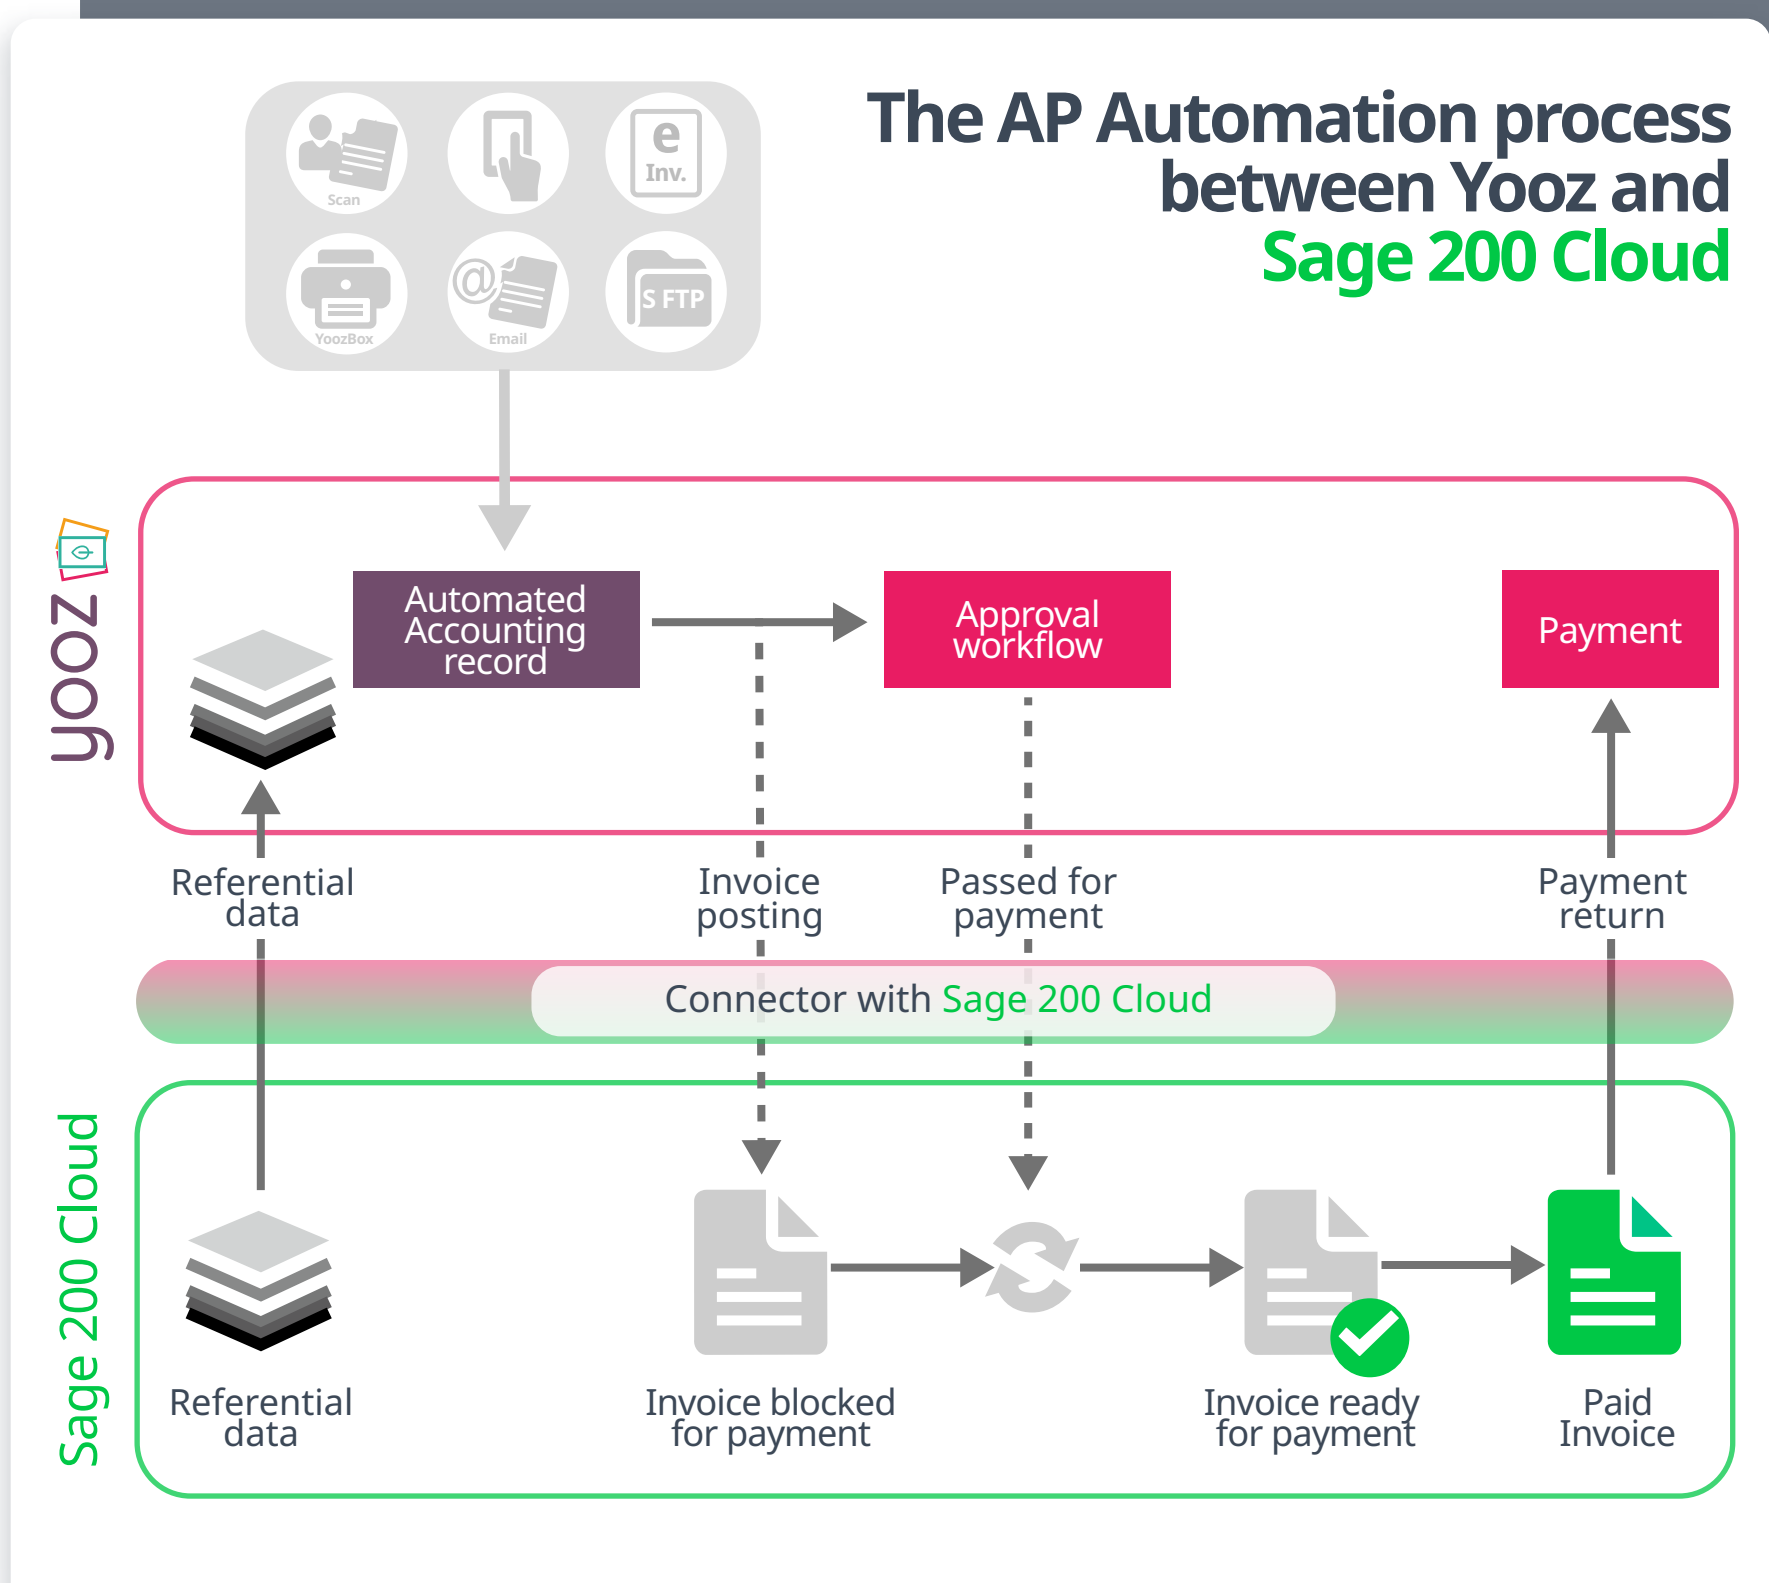 The AP Automation process
between Yooz and
Sage 200 Cloud
Scan
e
Inv.
YoozBox
@
Email
S FTP
yooz
Automated
Accounting
record
Approval
workflow
Payment
Referential
data
Invoice
posting
Passed for
payment
Payment
return
Connector with Sage 200 Cloud
Sage 200 Cloud
Referential
data
Invoice blocked
for payment
Invoice ready
for payment
Paid
Invoice